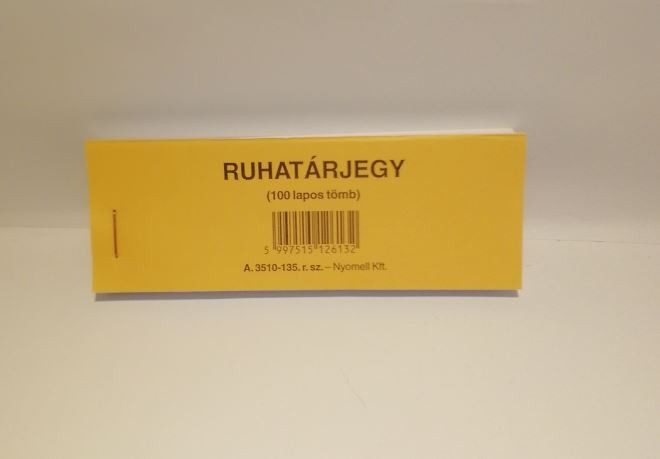 RUHATÁRJEGY
(100 lapos tömb)
5 997515 126132
A. 3510-135. r. sz. – Nyomell Kft.